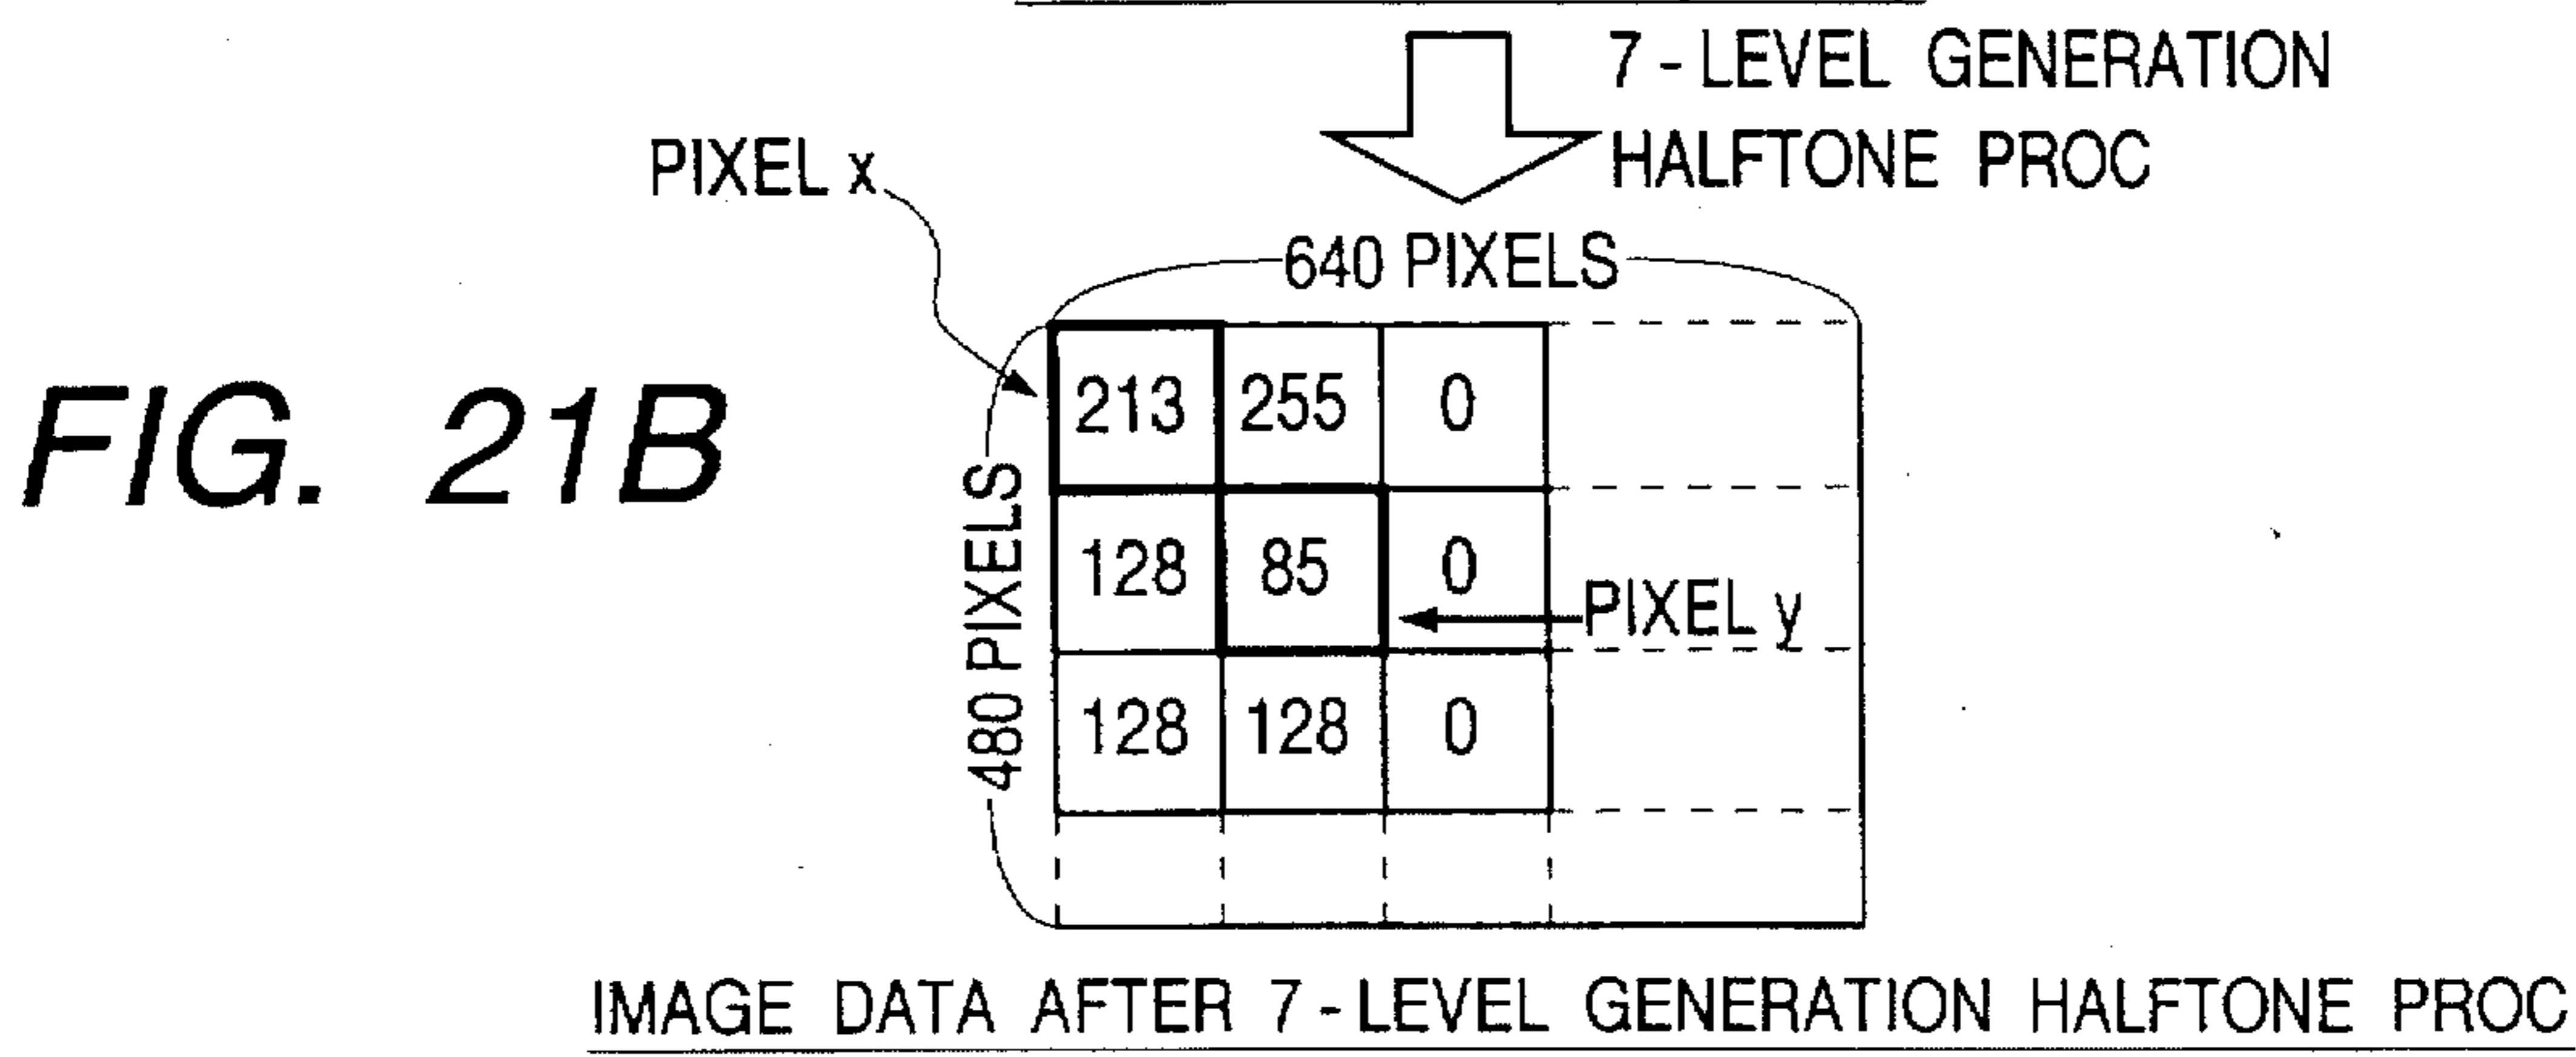 7-LEVEL GENERATION
HALFTONE PROC
PIXEL x
640 PIXELS
FIG. 21B
480 PIXELS
213 255 0
128 85 0
PIXEL y
128 128 0
IMAGE DATA AFTER 7-LEVEL GENERATION HALFTONE PROC